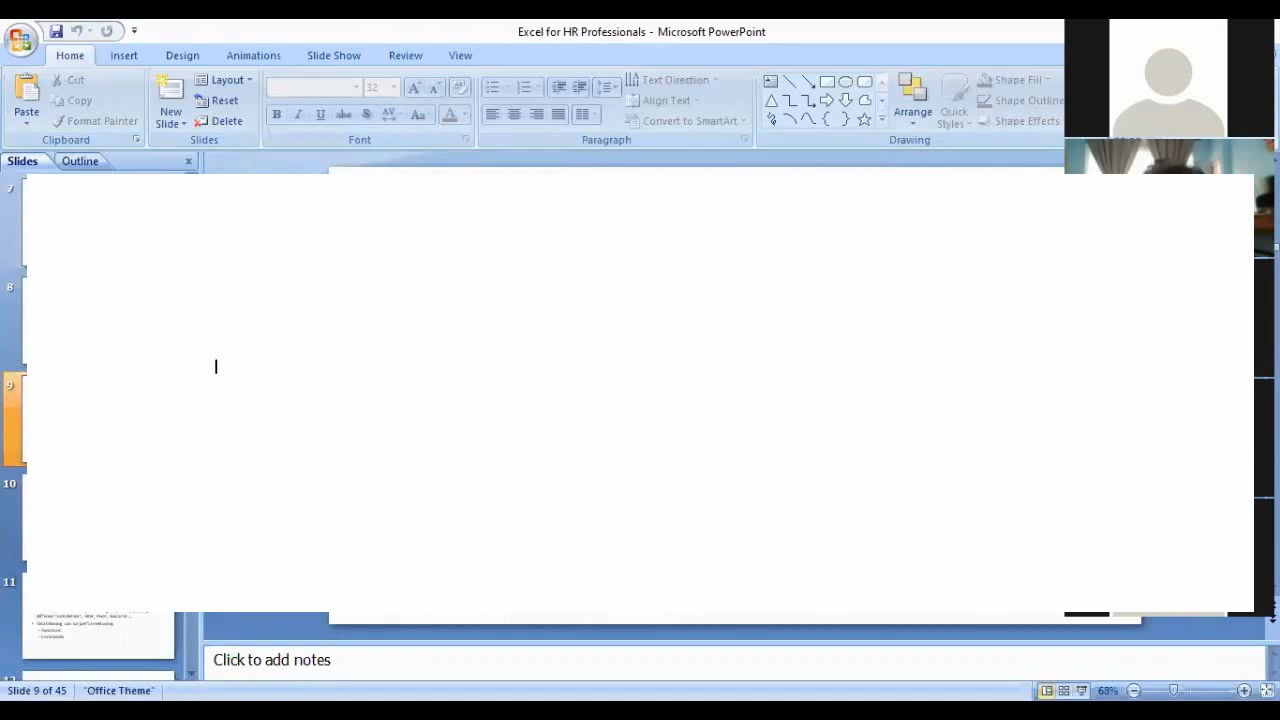 Excel for HR Professionals - Microsoft PowerPoint
Home Insert Design Animations Slide Show Review View
Cut
Copy
Format Painter
Paste
Clipboard
New
Slide
Layout
Reset
Delete
Slides
32
B I U abc AV Aa A
Font
Text Direction
Align Text
Convert to SmartArt
Paragraph
Arrange
Quick
Styles
Shape Fill
Shape Outline
Shape Effects
Drawing
Slides Outline x
7
8
9
10
11
Click to add notes
Slide 9 of 45 "Office Theme" 68%